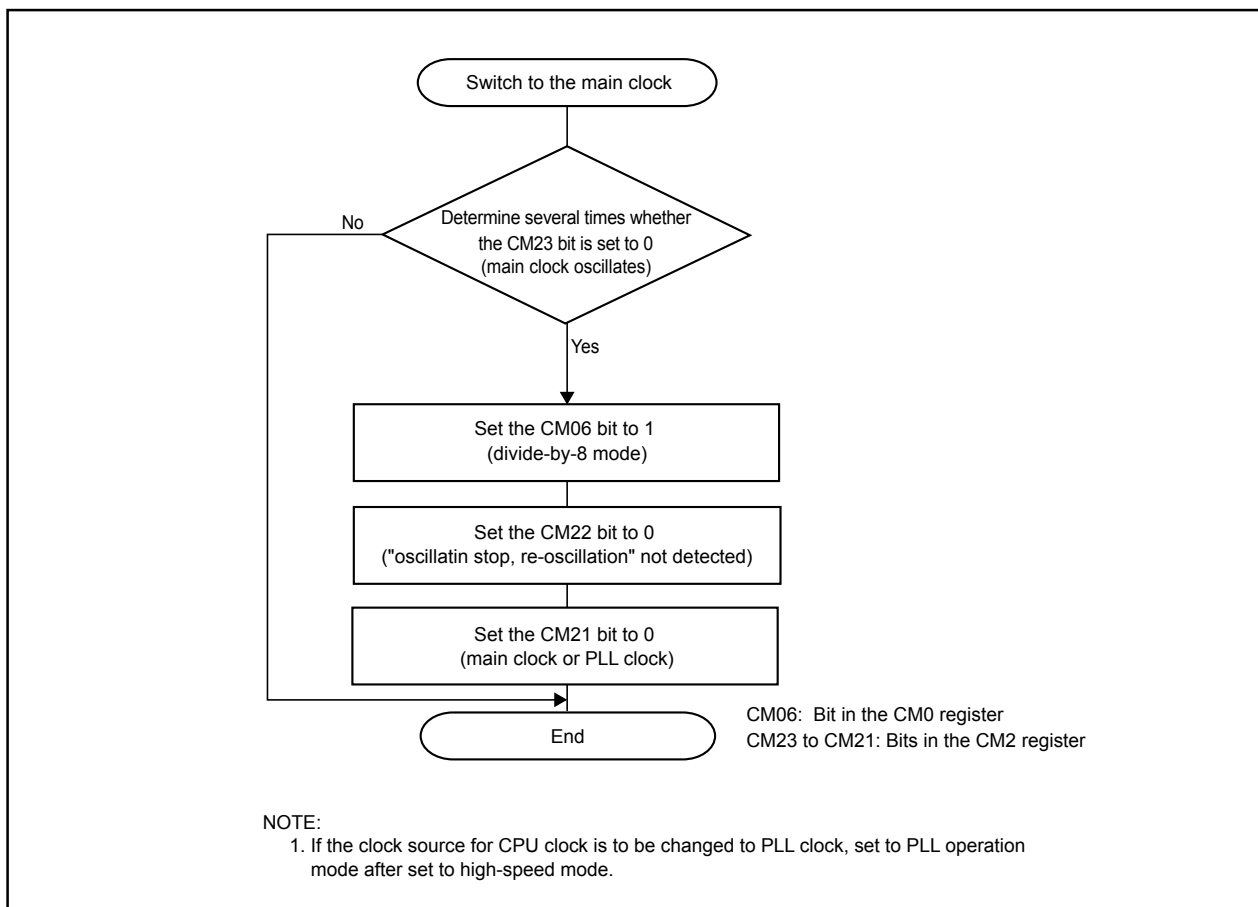 Switch to the main clock
Determine several times whether
the CM23 bit is set to 0
(main clock oscillates)
No
Yes
Set the CM06 bit to 1
(divide-by-8 mode)
Set the CM22 bit to 0
("oscillatin stop, re-oscillation" not detected)
Set the CM21 bit to 0
(main clock or PLL clock)
End
CM06:  Bit in the CM0 register
CM23 to CM21: Bits in the CM2 register
NOTE:
1. If the clock source for CPU clock is to be changed to PLL clock, set to PLL operation
mode after set to high-speed mode.